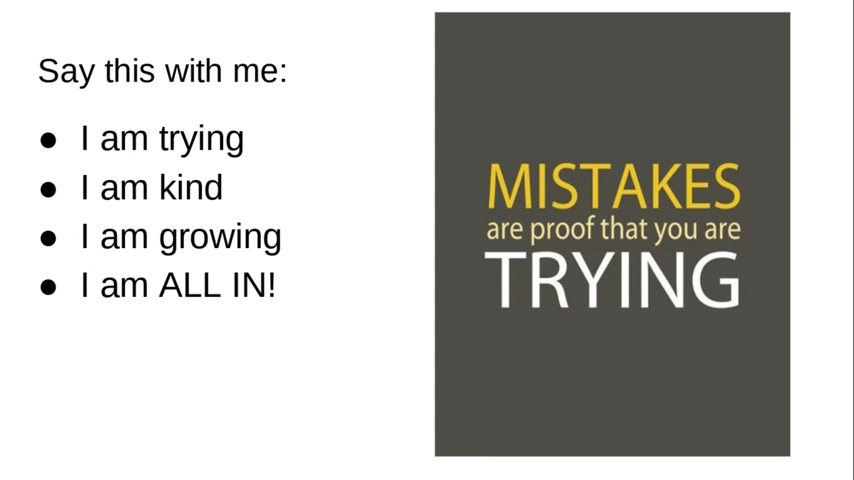 Say this with me:
● I am trying
● I am kind
● I am growing
● I am ALL IN!
MISTAKES
are proof that you are
TRYING